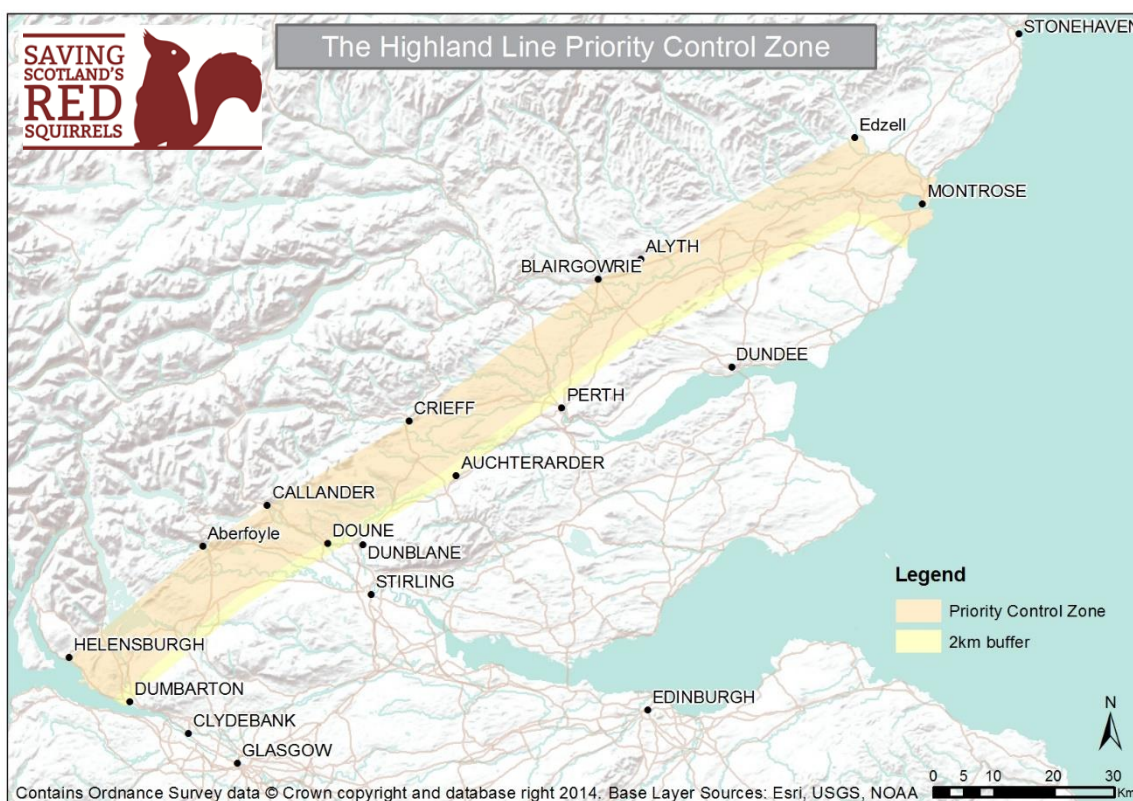 SAVING
SCOTLAND'S
RED
SQUIRRELS
The Highland Line Priority Control Zone
STONEHAVEN
Edzell
MONTROSE
ALYTH
BLAIRGOWRIE
DUNDEE
PERTH
CRIEFF
AUCHTERARDER
CALLANDER
Aberfoyle
DOUNE
DUNBLANE
STIRLING
Legend
Priority Control Zone
2km buffer
HELENSBURGH
DUMBARTON
EDINBURGH
CLYDEBANK
GLASGOW
N
0 5 10 20 30
Km
Contains Ordnance Survey data © Crown copyright and database right 2014. Base Layer Sources: Esri, USGS, NOAA